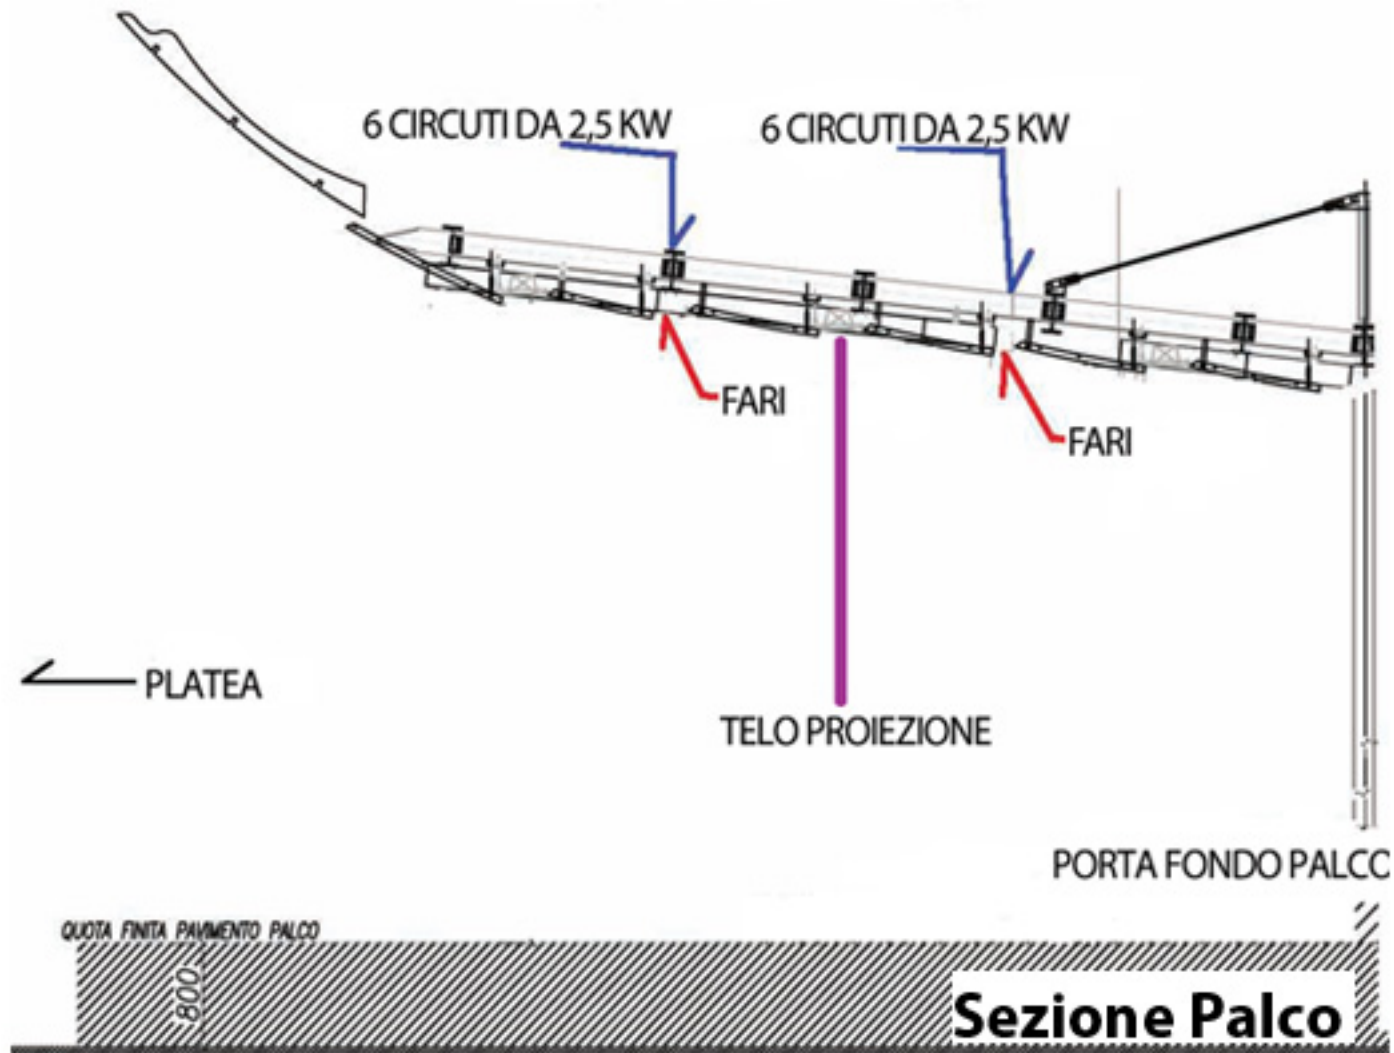 6 CIRCUTI DA 2,5 KW
6 CIRCUTI DA 2,5 KW
FARI
FARI
PLATEA
TELO PROIEZIONE
PORTA FONDO PALCO
QUOTA FINITA PAVIMENTO PALCO
800
Sezione Palco